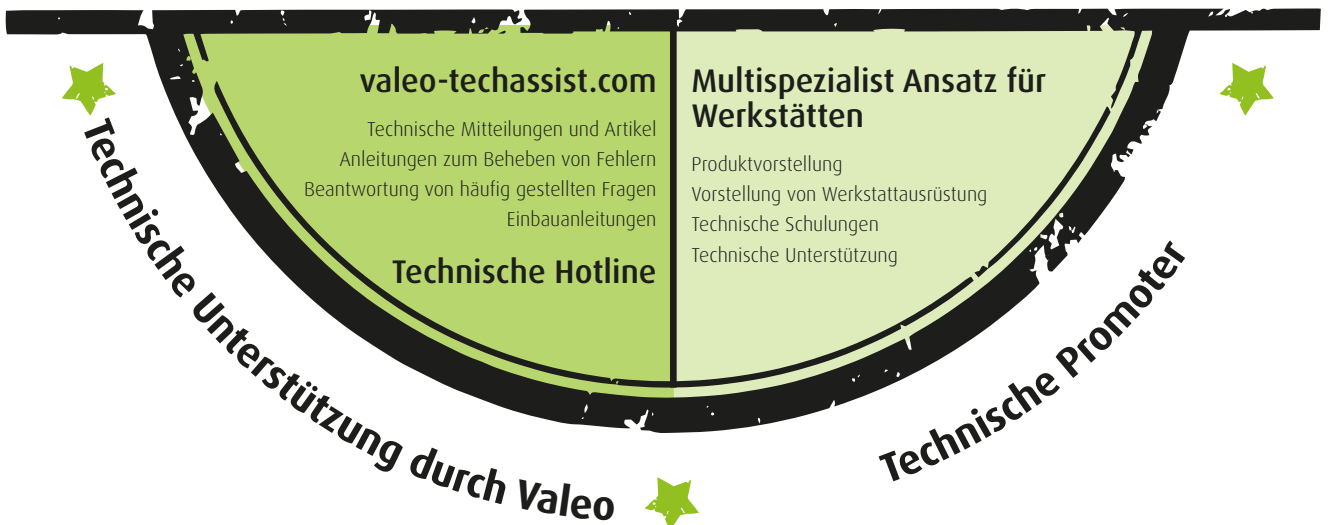 valeo-techassist.com
Technische Mitteilungen und Artikel
Anleitungen zum Beheben von Fehlern
Beantwortung von häufig gestellten Fragen
Einbauanleitungen
Technische Hotline
Multispezialist Ansatz für
Werkstätten
Produktvorstellung
Vorstellung von Werkstattausrüstung
Technische Schulungen
Technische Unterstützung
Technische Unterstützung durch Valeo
Technische Promoter